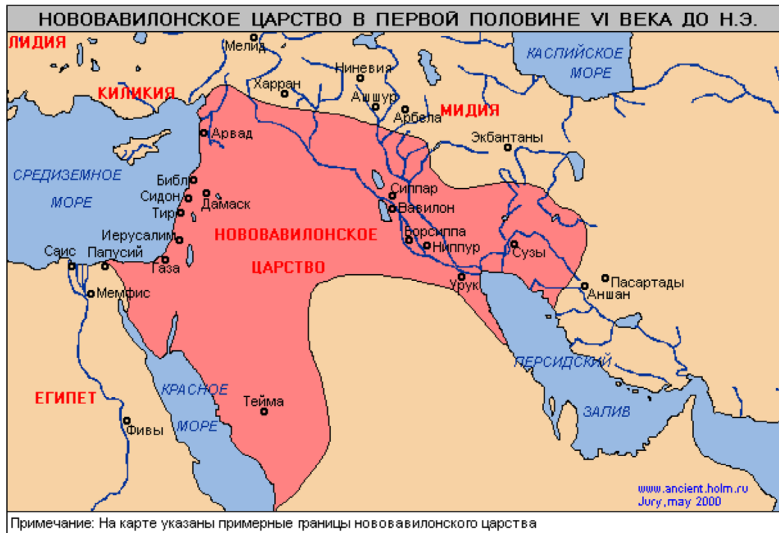 НОВОВАВИЛОНСКОЕ ЦАРСТВО В ПЕРВОЙ ПОЛОВИНЕ VI ВЕКА ДО Н.Э.
ЛИДИЯ
Мелид
КАСПИЙСКОЕ
МОРЕ
Ниневия
Харран
КИЛИКИЯ
Ашшур
МИДИЯ
Арбела
Арвад
Экбантаны
СРЕДИЗЕМНОЕ
МОРЕ
Библ
Сидон
Дамаск
Тир
Сиппар
Вавилон
Иерусалим
НОВОВАВИЛОНСКОЕ
ЦАРСТВО
Борсиппа
Ниппур
Сузы
Саис
Папусий
Газа
Мемфис
Урук
Пасартады
Аншан
ПЕРСИДСКИЙ
ЗАЛИВ
ЕГИПЕТ
КРАСНОЕ
МОРЕ
Тейма
Фивы
www.ancient.holm.ru
Jury, may 2000
Примечание: На карте указаны примерные границы нововавилонского царства